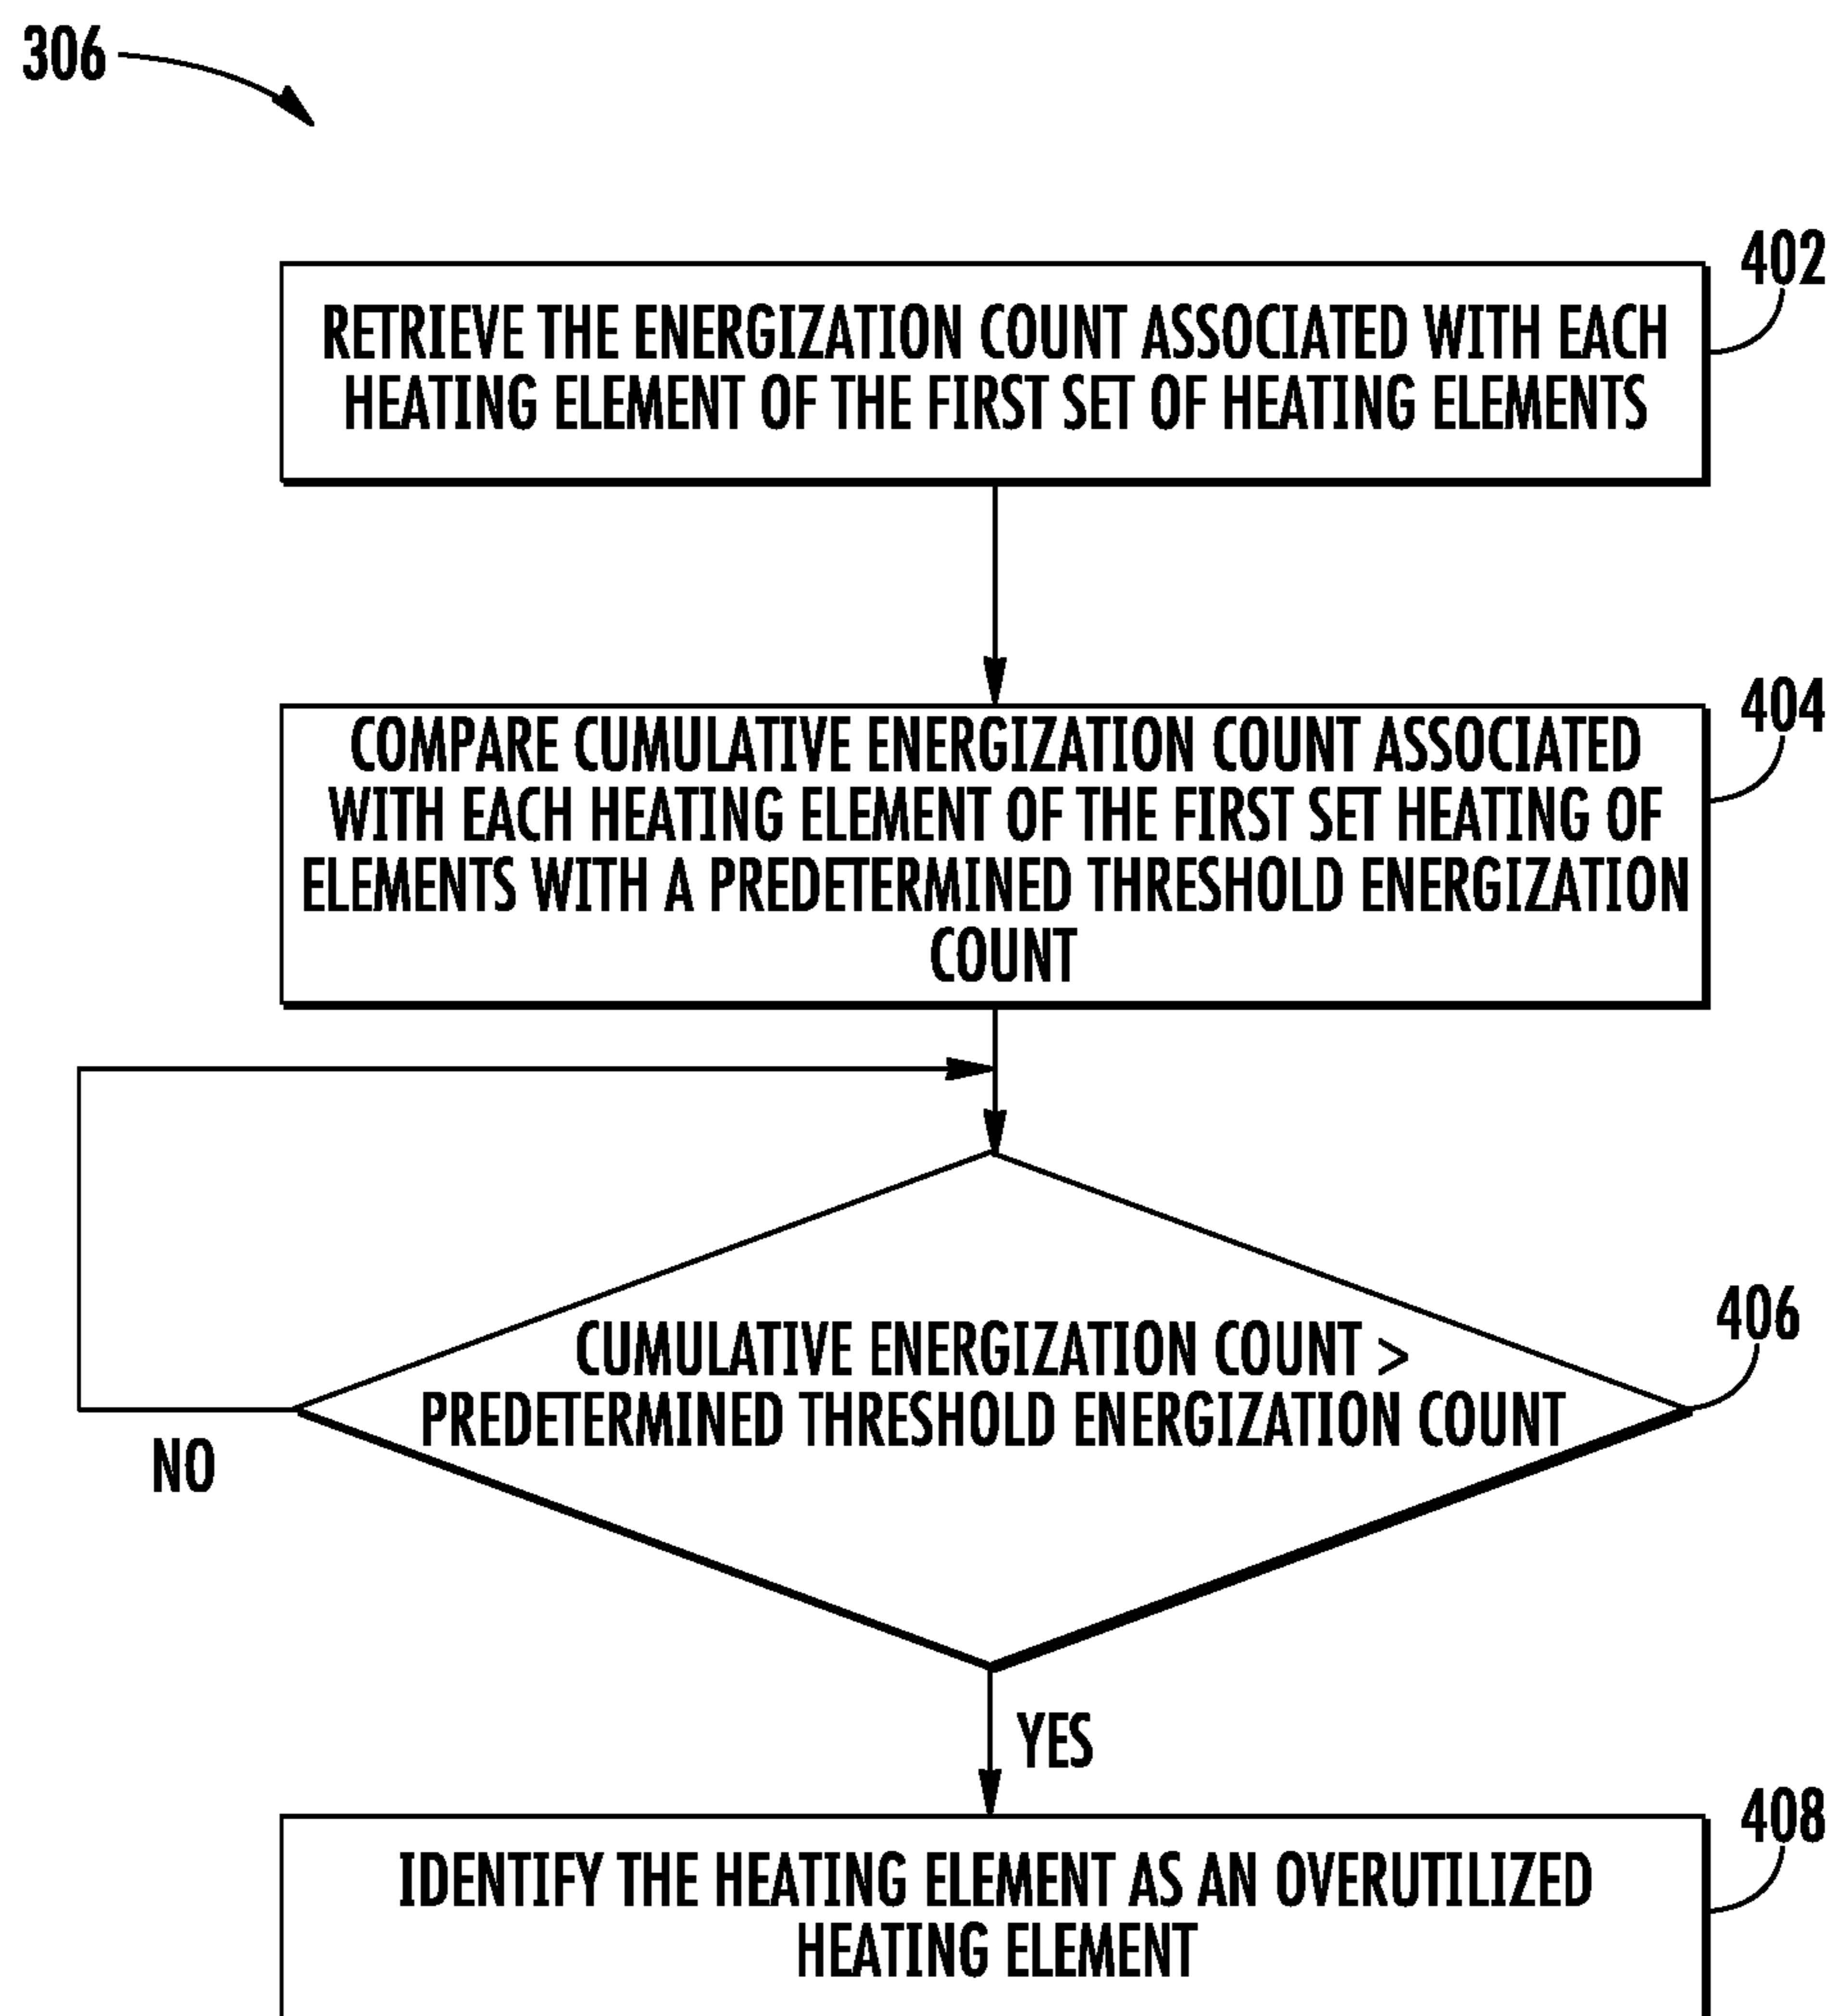 306
402
RETRIEVE THE ENERGIZATION COUNT ASSOCIATED WITH EACH
HEATING ELEMENT OF THE FIRST SET OF HEATING ELEMENTS
404
COMPARE CUMULATIVE ENERGIZATION COUNT ASSOCIATED
WITH EACH HEATING ELEMENT OF THE FIRST SET HEATING OF
ELEMENTS WITH A PREDETERMINED THRESHOLD ENERGIZATION
COUNT
406
CUMULATIVE ENERGIZATION COUNT >
PREDETERMINED THRESHOLD ENERGIZATION COUNT
NO
YES
408
IDENTIFY THE HEATING ELEMENT AS AN OVERUTILIZED
HEATING ELEMENT